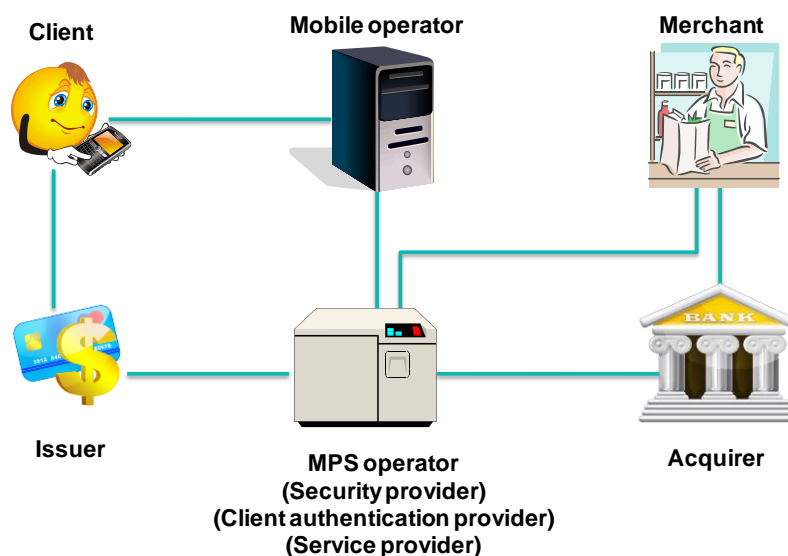 Client
Mobile operator
Merchant
BANK
Issuer
MPS operator
(Security provider)
(Client authentication provider)
(Service provider)
Acquirer